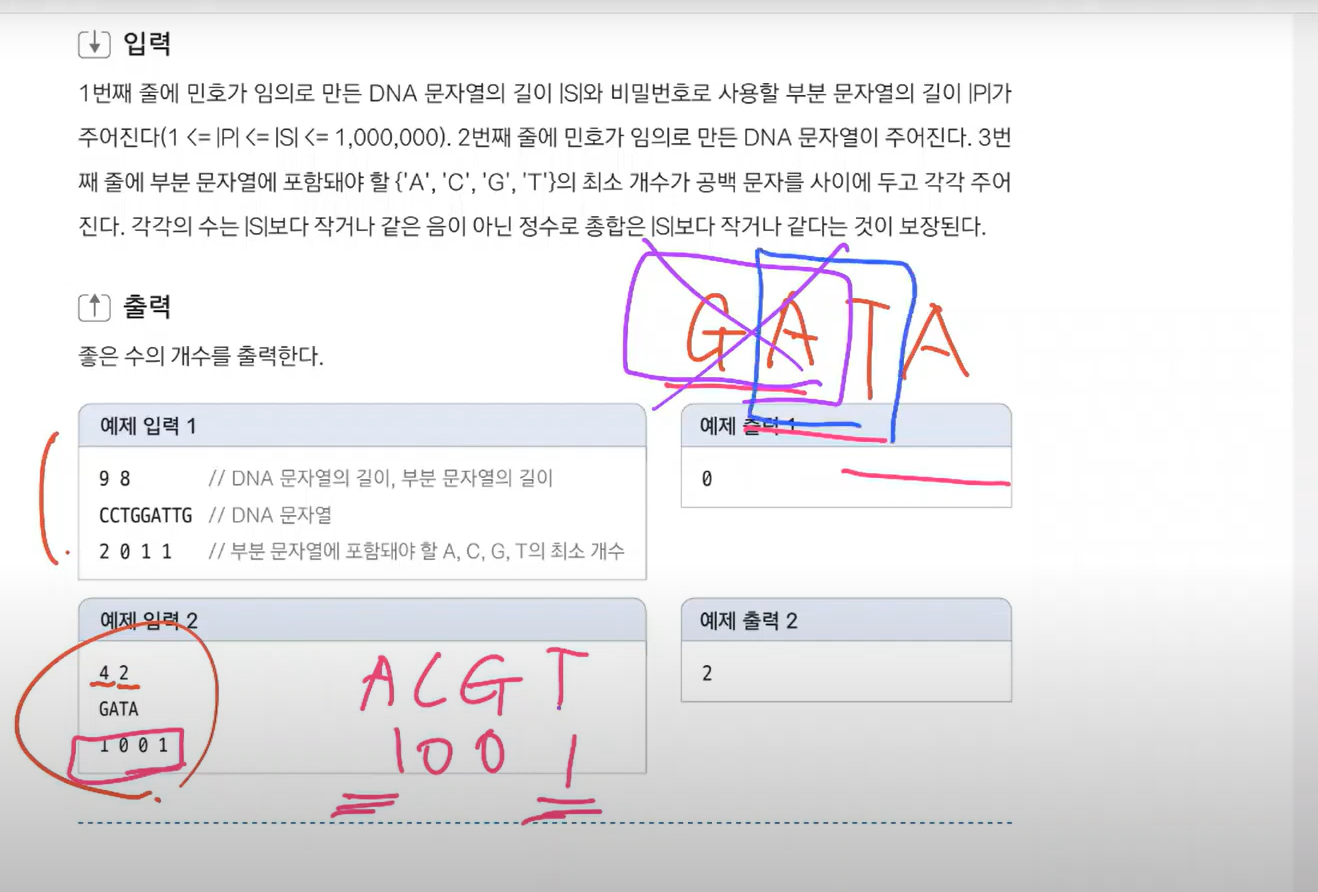 입력
1번째 줄에 민호가 임의로 만든 DNA 문자열의 길이 |S|와 비밀번호로 사용할 부분 문자열의 길이 |P|가
주어진다(1 <= |P| <= |S| <= 1,000,000). 2번째 줄에 민호가 임의로 만든 DNA 문자열이 주어진다. 3번
째 줄에 부분 문자열에 포함돼야 할 {'A', 'C', 'G', 'T'}의 최소 개수가 공백 문자를 사이에 두고 각각 주어
진다. 각각의 수는 |S|보다 작거나 같은 음이 아닌 정수로 총합은 |S|보다 작거나 같다는 것이 보장된다.
출력
좋은 수의 개수를 출력한다.
G A T A
예제 입력 1
9 8 // DNA 문자열의 길이, 부분 문자열의 길이
CCTGGATTG // DNA 문자열
2 0 1 1 // 부분 문자열에 포함돼야 할 A, C, G, T의 최소 개수
예제 출력 1
0
예제 입력 2
4 2
GATA
1 0 0 1
A C G T
1 0 0 1
예제 출력 2
2